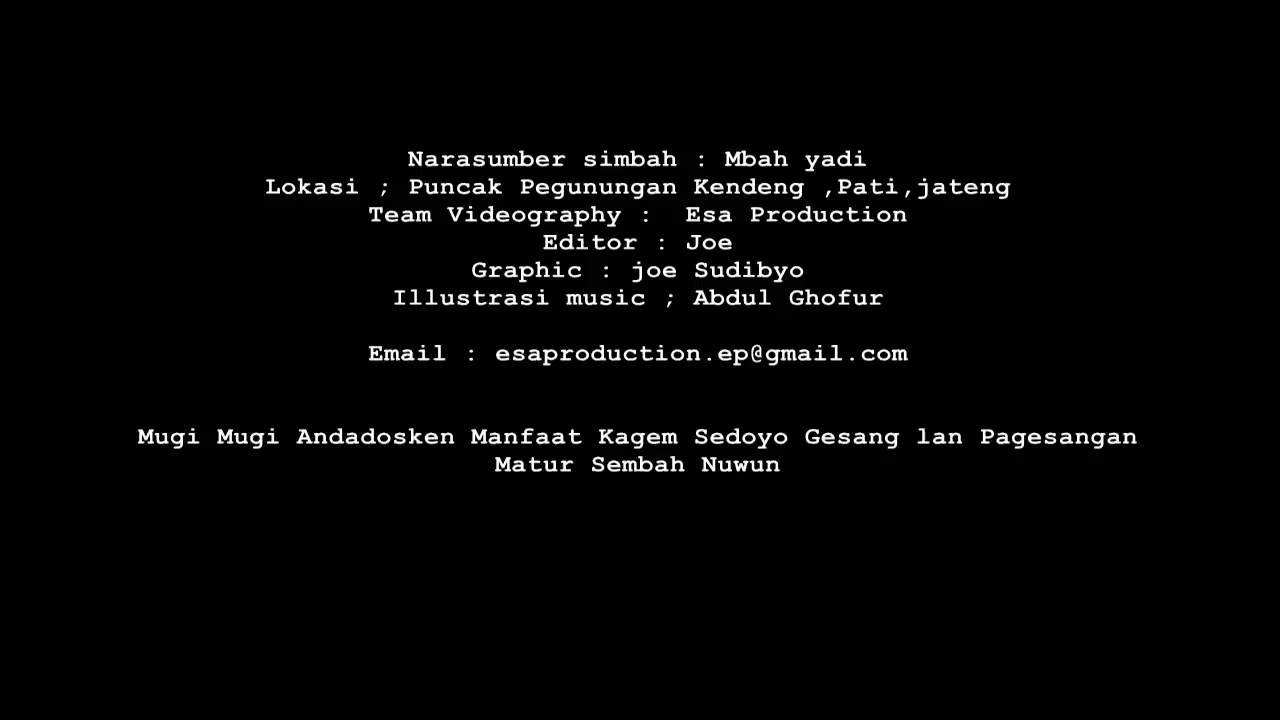 Narasumber simbah : Mbah yadi
Lokasi ; Puncak Pegunungan Kendeng ,Pati,jateng
Team Videography :  Esa Production
Editor : Joe
Graphic : joe Sudibyo
Illustrasi music ; Abdul Ghofur
Email : esaproduction.ep@gmail.com
Mugi Mugi Andadosken Manfaat Kagem Sedoyo Gesang lan Pagesangan
Matur Sembah Nuwun